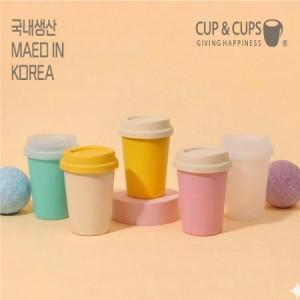 국내생산
MAED IN
KOREA
CUP & CUPS
GIVING HAPPINESS
®